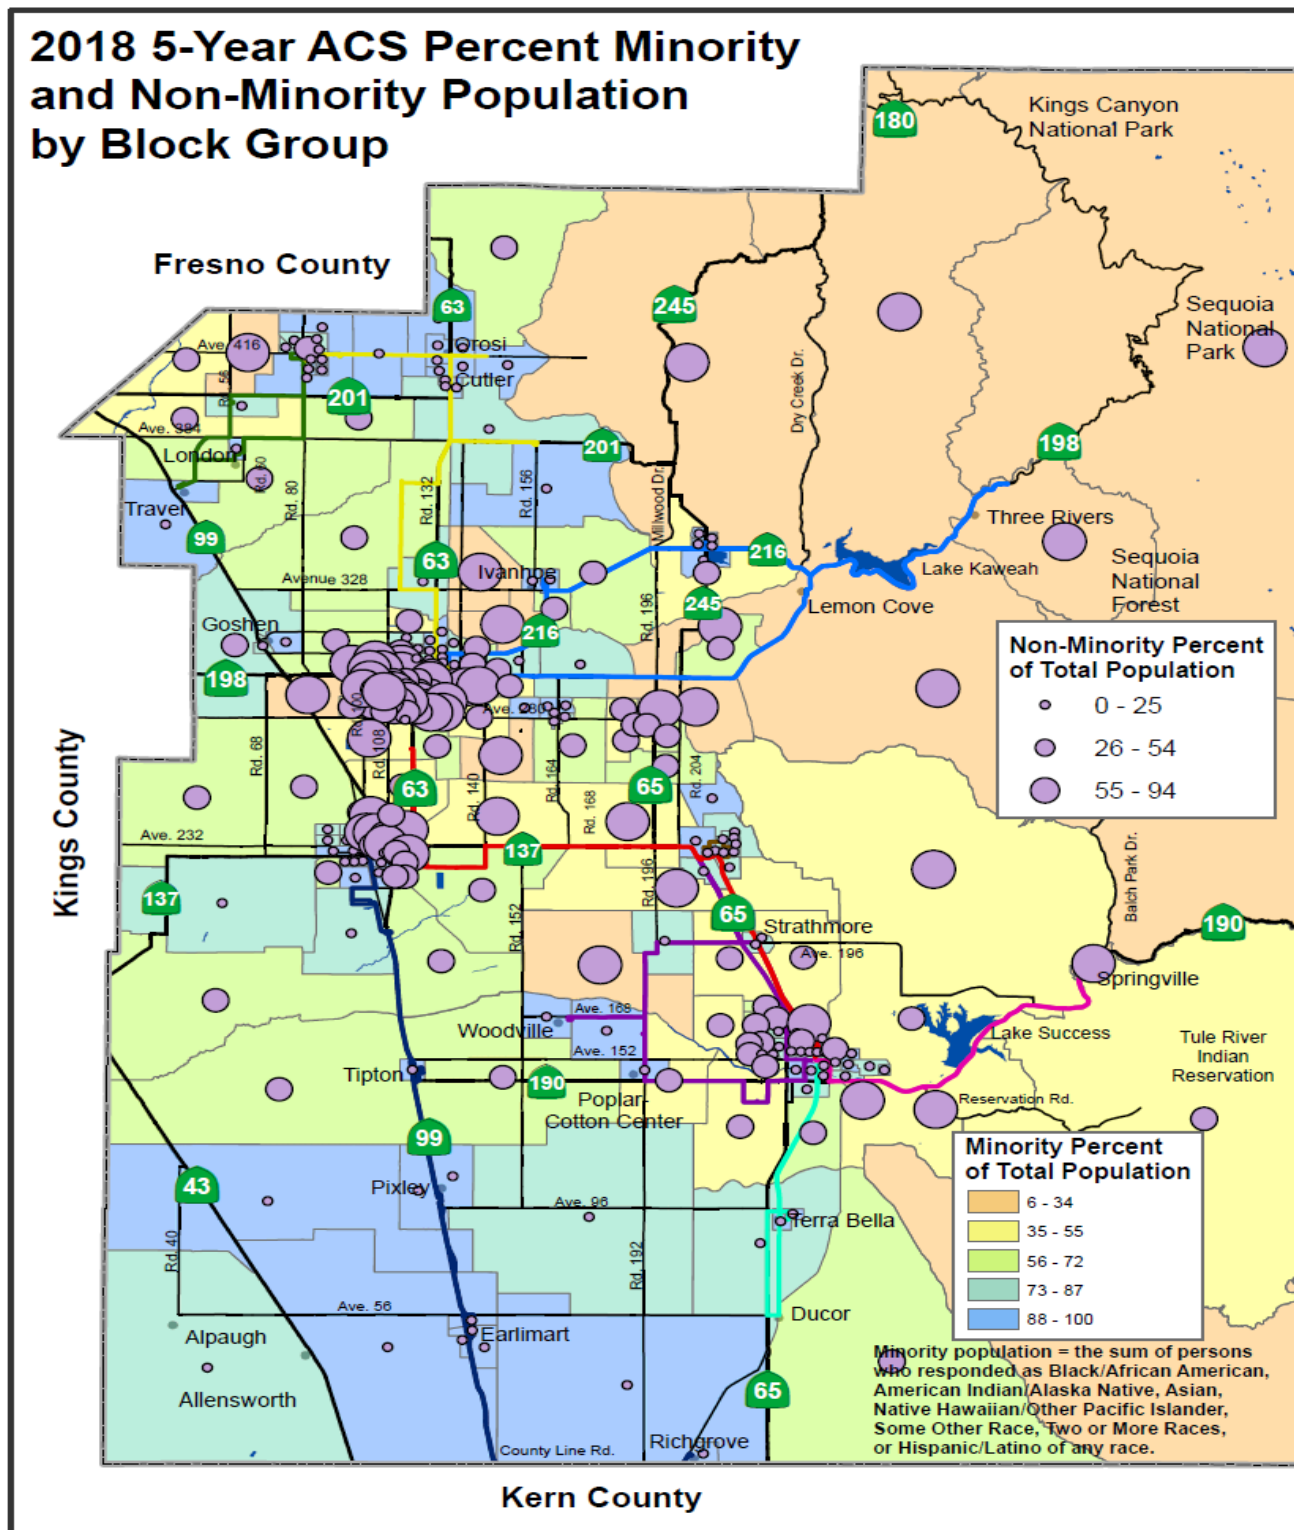 2018 5-Year ACS Percent Minority
and Non-Minority Population
by Block Group
180
Kings Canyon
National Park
Fresno County
63
245
Sequoia
National
Park
Ave. 416
Orosi
Cutler
Rd. 56
201
Dry Creek Dr.
Ave. 384
201
198
London
Rd. 60
Rd. 80
Rd. 132
Rd. 156
Millwood Dr.
Traver
99
Three Rivers
63
216
Ivanhoe
Avenue 328
Lake Kaweah
Sequoia
National
Forest
245
Lemon Cove
Rd. 196
Goshen
216
198
Non-Minority Percent
of Total Population
0 - 25
26 - 54
55 - 94
Rd. 100
Ave. 280
Rd. 68
Rd. 108
Kings County
63
Rd. 140
Rd. 164
65
Rd. 204
Rd. 168
Ave. 232
137
Rd. 196
Balch Park Dr.
137
Rd. 152
65
Strathmore
190
Ave. 196
Springville
Ave. 168
Woodville
Lake Success
Ave. 152
Tule River
Indian
Reservation
Tipton
190
Poplar-
Cotton Center
Reservation Rd.
99
Minority Percent
of Total Population
6 - 34
35 - 55
56 - 72
73 - 87
88 - 100
43
Pixley
Ave. 96
Terra Bella
Rd. 40
Rd. 192
Ave. 56
Ducor
Alpaugh
Earlimart
Allensworth
65
Minority population = the sum of persons
who responded as Black/African American,
American Indian/Alaska Native, Asian,
Native Hawaiian/Other Pacific Islander,
Some Other Race, Two or More Races,
or Hispanic/Latino of any race.
County Line Rd.
Richgrove
Kern County